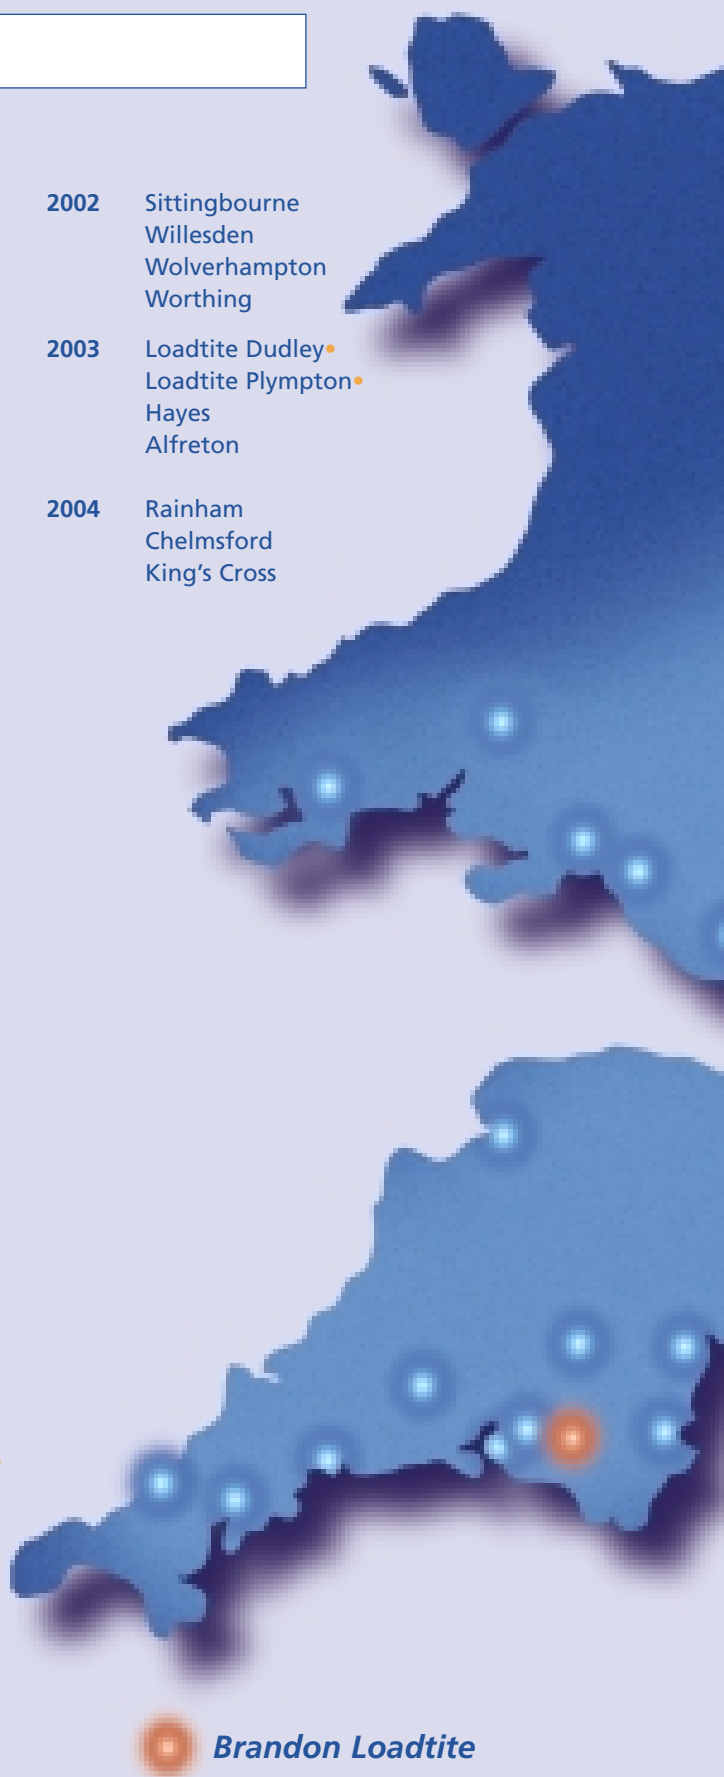 2002 Sittingbourne
Willesden
Wolverhampton
Worthing
2003 Loadtite Dudley•
Loadtite Plympton•
Hayes
Alfreton
2004 Rainham
Chelmsford
King’s Cross
Brandon Loadtite